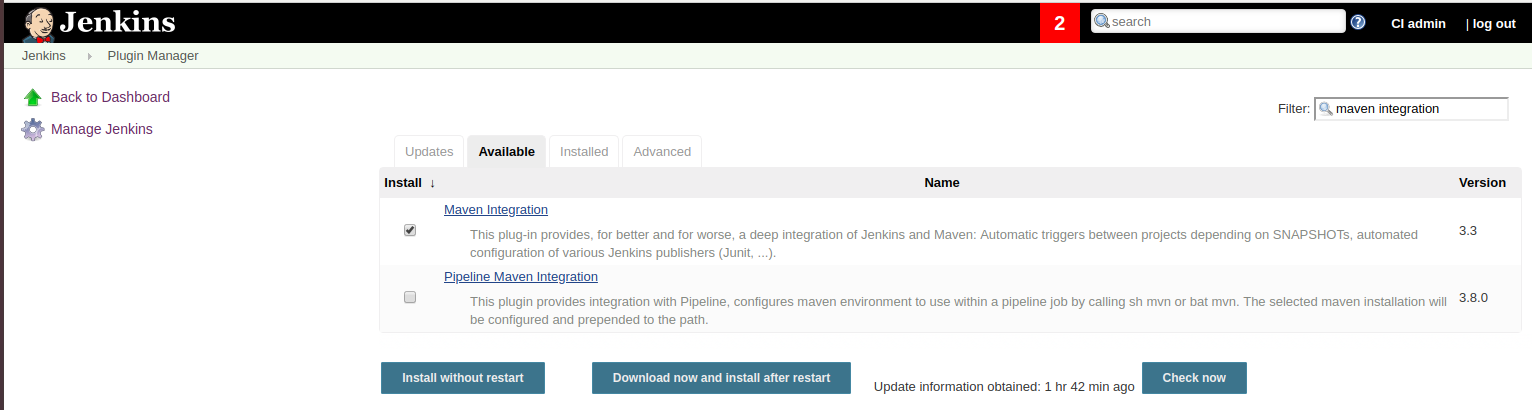 Jenkins
2
search
?
CI admin
| log out
Jenkins
Plugin Manager
Back to Dashboard
Manage Jenkins
Filter: maven integration
Updates
Available
Installed
Advanced
Install ↓
Name
Version
Maven Integration
This plug-in provides, for better and for worse, a deep integration of Jenkins and Maven: Automatic triggers between projects depending on SNAPSHOTs, automated
configuration of various Jenkins publishers (Junit, ...).
3.3
Pipeline Maven Integration
This plugin provides integration with Pipeline, configures maven environment to use within a pipeline job by calling sh mvn or bat mvn. The selected maven installation will
be configured and prepended to the path.
3.8.0
Install without restart
Download now and install after restart
Update information obtained: 1 hr 42 min ago
Check now